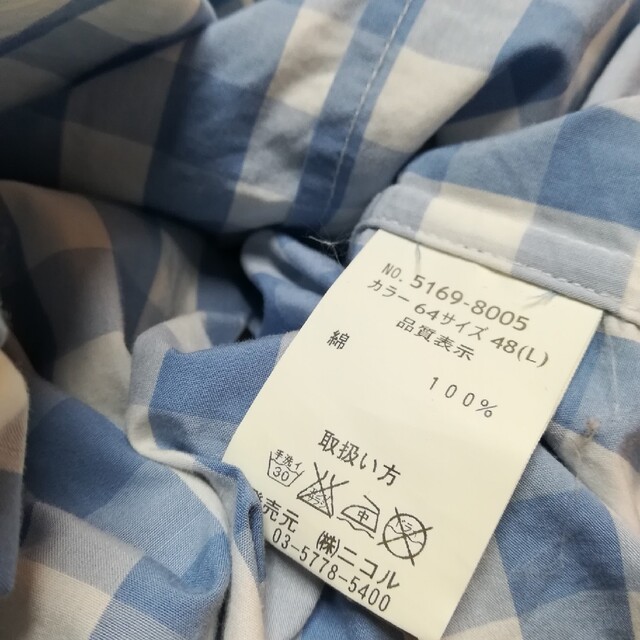 NO. 5169-8005
カラー 64サイズ 48(L)
品質表示
綿 100%
取扱い方
手洗イ 30
発売元 (株)ニコル
03-5778-5400